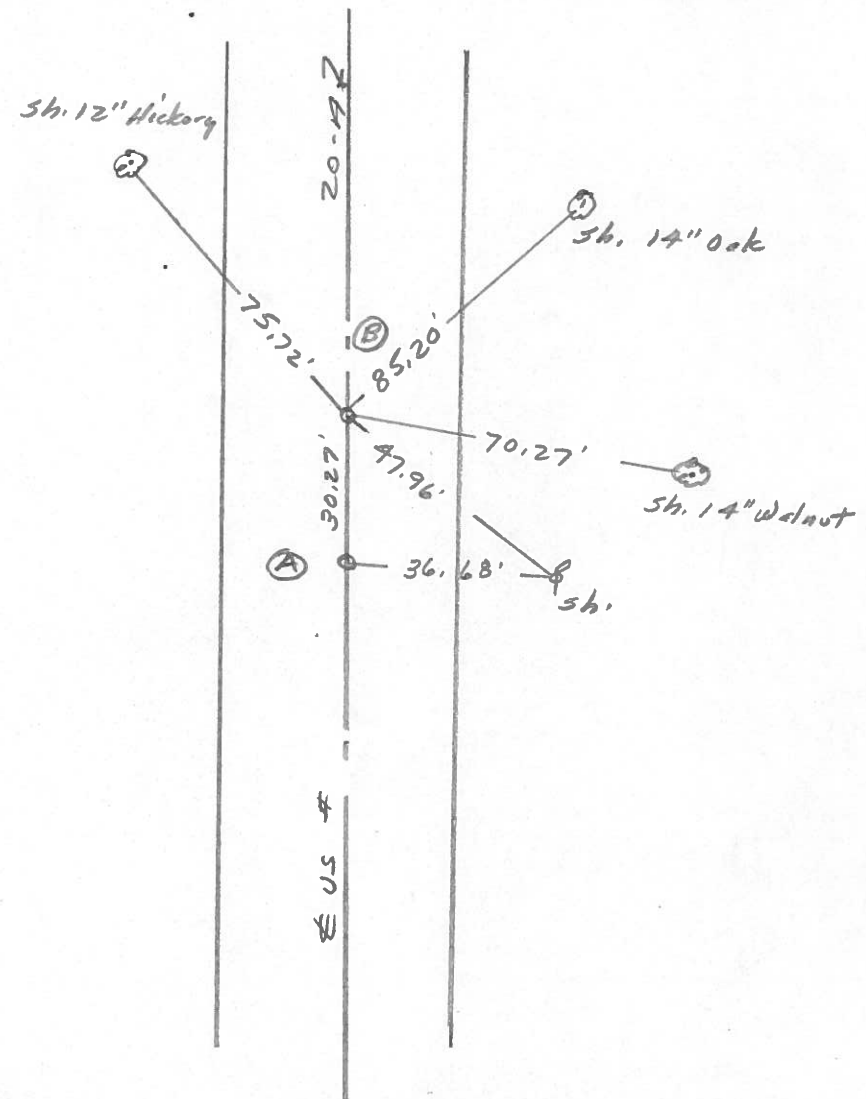 sh. 12" Hickory
sh. 14" Oak
B
75.72'
85.20'
70.27'
47.96'
30.27'
sh. 14" Walnut
A
36.68'
sh.
℄ US #